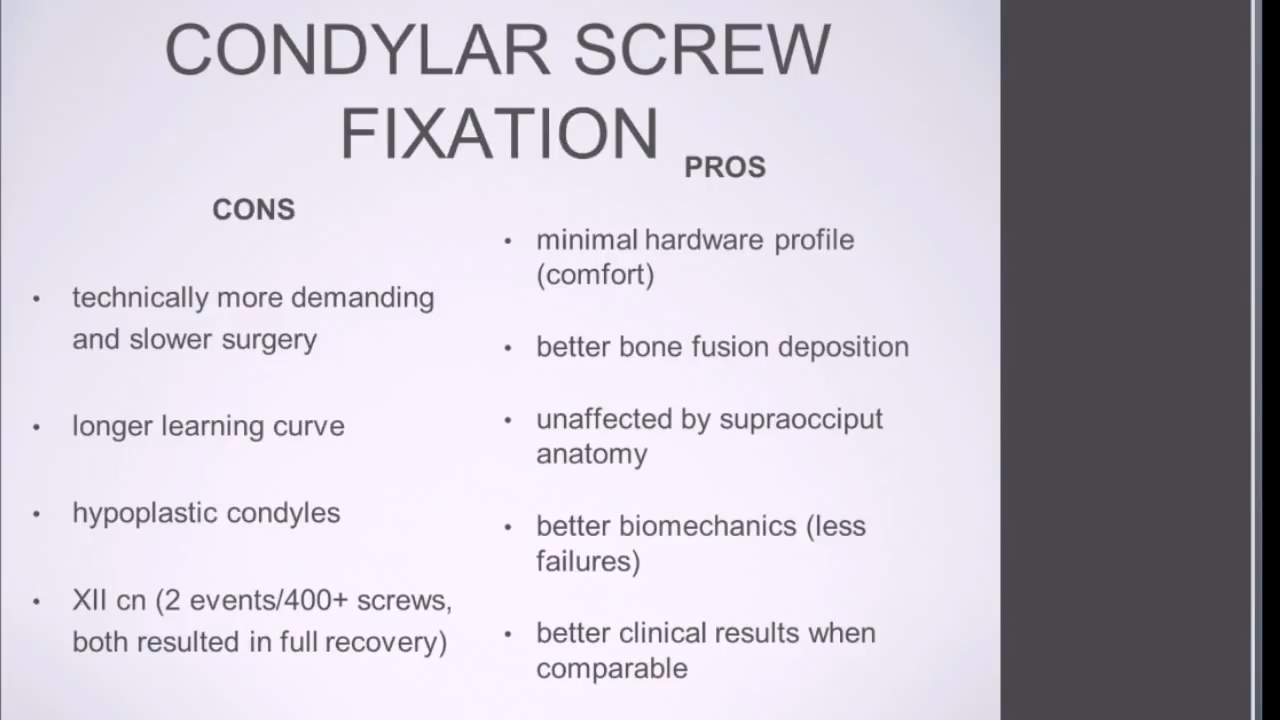 CONDYLAR SCREW
FIXATION
CONS
• technically more demanding
and slower surgery
• longer learning curve
• hypoplastic condyles
• XII cn (2 events/400+ screws,
both resulted in full recovery)
PROS
• minimal hardware profile
(comfort)
• better bone fusion deposition
• unaffected by supraocciput
anatomy
• better biomechanics (less
failures)
• better clinical results when
comparable